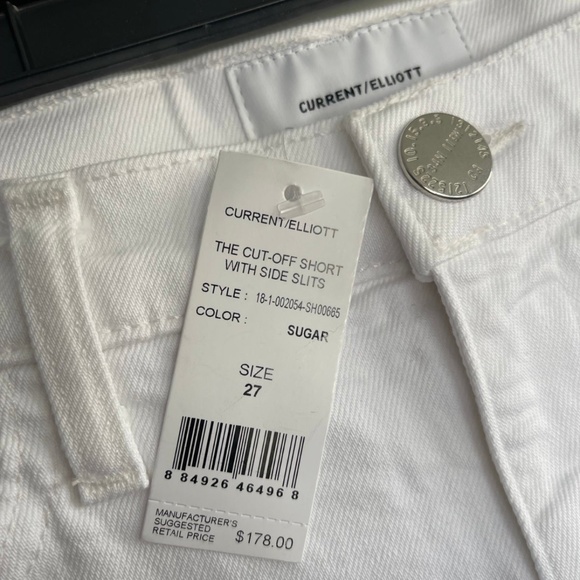 CURRENT/ELLIOTT
CURRENT/ELLIOTT
THE CUT-OFF SHORT
WITH SIDE SLITS
STYLE : 18-1-002054-SH00665
COLOR : SUGAR
SIZE
27
8 84926 46496 8
MANUFACTURER'S
SUGGESTED
RETAIL PRICE $178.00